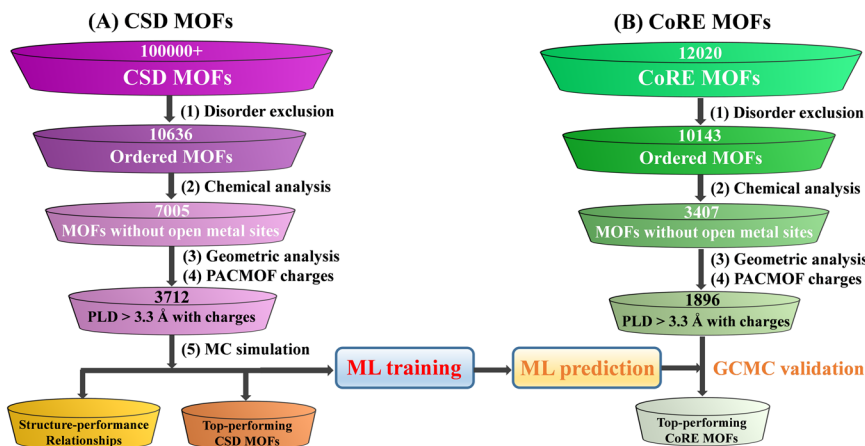 (A) CSD MOFs
100000+
CSD MOFs
(1) Disorder exclusion
10636
Ordered MOFs
(2) Chemical analysis
7005
MOFs without open metal sites
(3) Geometric analysis
(4) PACMOF charges
3712
PLD > 3.3 Å with charges
(5) MC simulation
Structure-performance
Relationships
Top-performing
CSD MOFs
ML training
ML prediction
(B) CoRE MOFs
12020
CoRE MOFs
(1) Disorder exclusion
10143
Ordered MOFs
(2) Chemical analysis
3407
MOFs without open metal sites
(3) Geometric analysis
(4) PACMOF charges
1896
PLD > 3.3 Å with charges
GCMC validation
Top-performing
CoRE MOFs